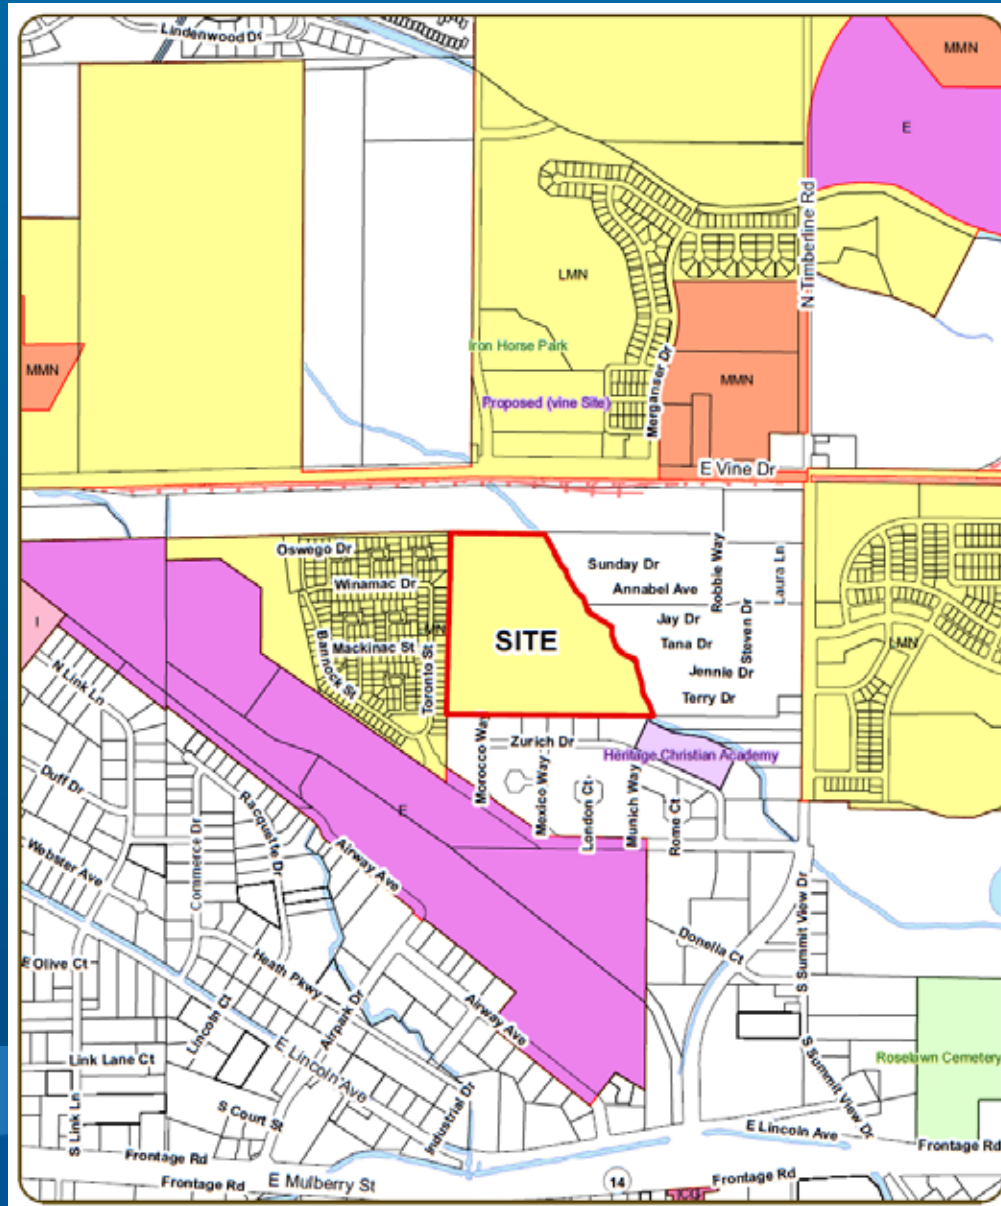 Lindenwood Dr
MMN
E
N Timberline Rd
LMN
Iron Horse Park
MMN
MMN
Merganser Dr
Proposed (vine Site)
E Vine Dr
Oswego Dr
Sunday Dr
Robbie Way
Laura Ln
Winamac Dr
Annabel Ave
I
Jay Dr
Steven Dr
SITE
Mackinac St
Tana Dr
LMN
Bannock St
Toronto St
Jennie Dr
N Link Ln
Terry Dr
Morocco Way
Zurich Dr
Heritage Christian Academy
Duff Dr
Mexico Way
London Ct
Munich Way
Rome Ct
Racquette Dr
E
Commerce Dr
Airway Ave
Webster Ave
S Summit View Dr
Donella Ct
E Olive Ct
Heath Pkwy
Lincoln Ct
Airpark Dr
Airway Ave
Link Lane Ct
E Lincoln Ave
S Summit View Dr
Roselawn Cemetery
S Link Ln
S Court St
Industrial Dr
E Lincoln Ave
Frontage Rd
Frontage Rd
Frontage Rd
E Mulberry St
14
Frontage Rd